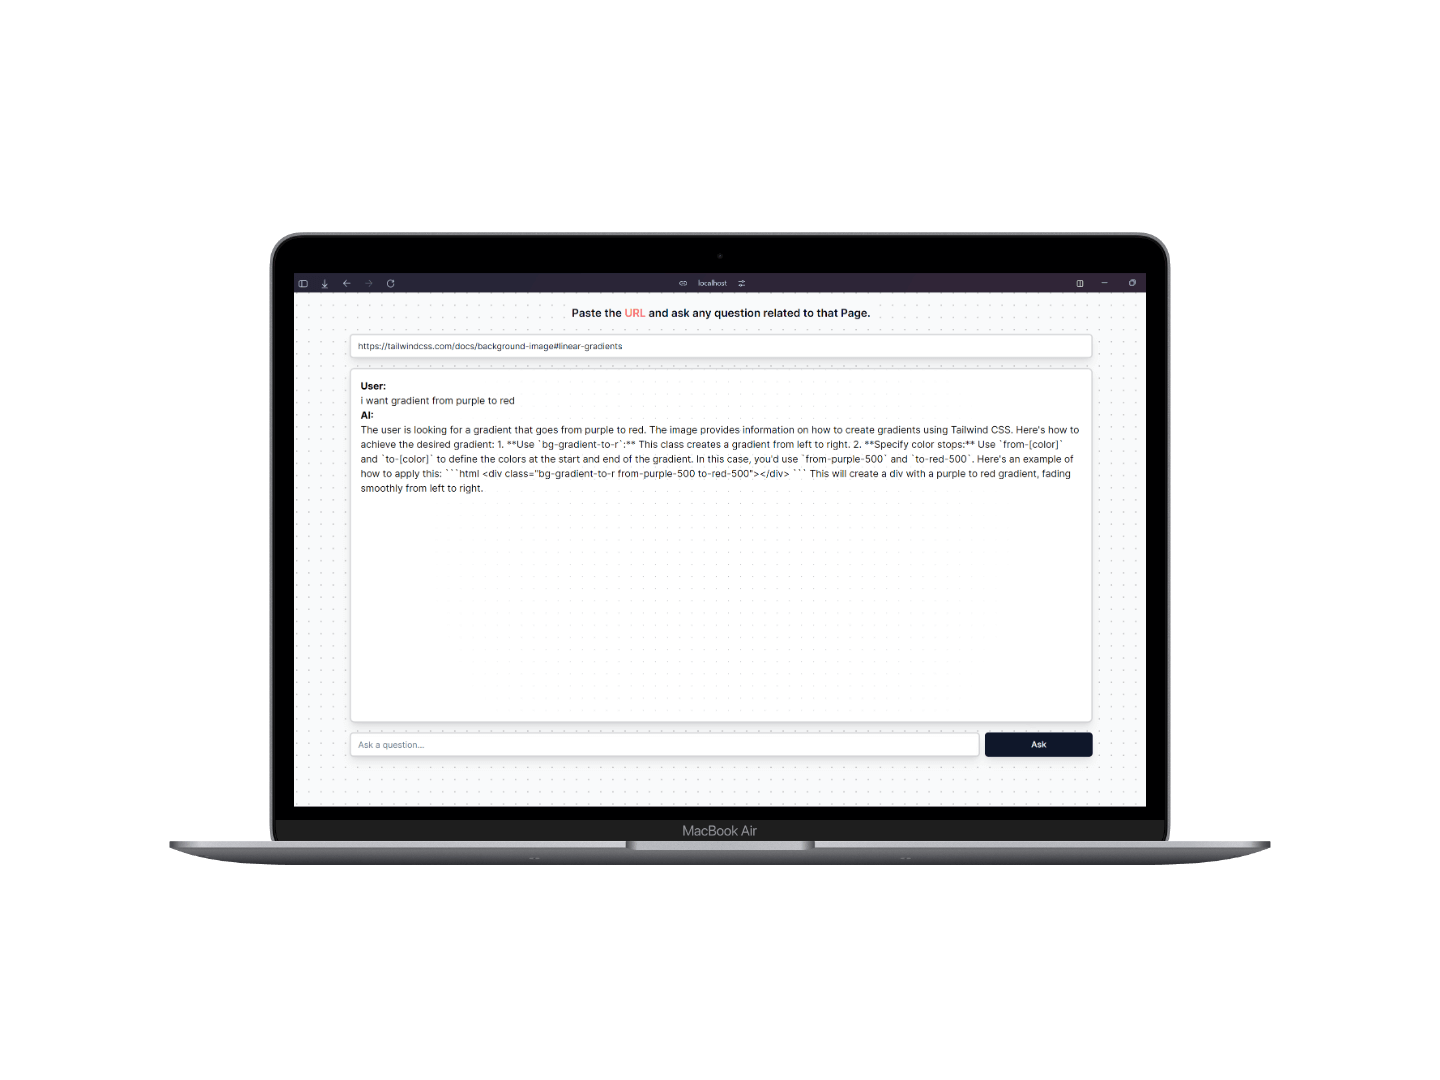 localhost
Paste the URL and ask any question related to that Page.
https://tailwindcss.com/docs/background-image#linear-gradients
User:
i want gradient from purple to red
AI:
The user is looking for a gradient that goes from purple to red. The image provides information on how to create gradients using Tailwind CSS. Here's how to
achieve the desired gradient: 1. **Use `bg-gradient-to-r`:** This class creates a gradient from left to right. 2. **Specify color stops:** Use `from-[color]`
and `to-[color]` to define the colors at the start and end of the gradient. In this case, you'd use `from-purple-500` and `to-red-500`. Here's an example of
how to apply this: ```html <div class="bg-gradient-to-r from-purple-500 to-red-500"></div> ``` This will create a div with a purple to red gradient, fading
smoothly from left to right.
Ask a question...
Ask
MacBook Air